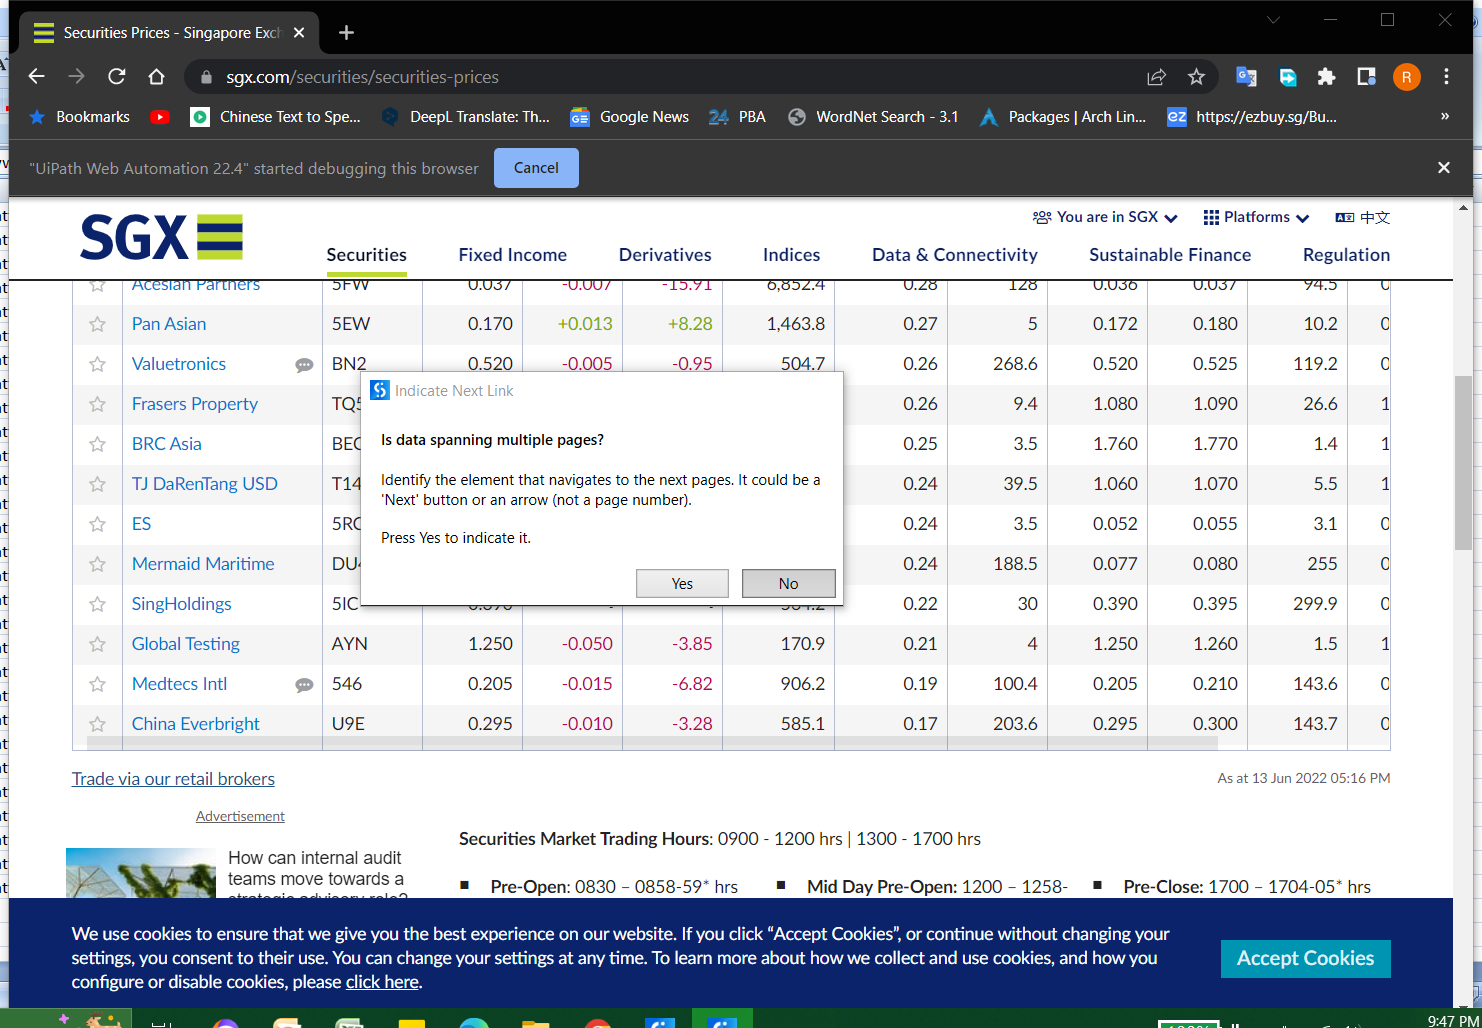 Securities Prices - Singapore Exch
sgx.com/securities/securities-prices
R
Bookmarks
Chinese Text to Spe...
DeepL Translate: Th...
Google News
24 PBA
WordNet Search - 3.1
Packages | Arch Lin...
ez https://ezbuy.sg/Bu...
»
"UiPath Web Automation 22.4" started debugging this browser
Cancel
SGX
You are in SGX
Platforms
中文
Securities Fixed Income Derivatives Indices Data & Connectivity Sustainable Finance Regulation
Acesian Partners 5FW 0.037 -0.007 -15.91 6,852.4 0.28 128 0.036 0.037 94.5 0
Pan Asian 5EW 0.170 +0.013 +8.28 1,463.8 0.27 5 0.172 0.180 10.2 0
Valuetronics BN2 0.520 -0.005 -0.95 504.7 0.26 268.6 0.520 0.525 119.2 0
Frasers Property TQ5 0.26 9.4 1.080 1.090 26.6 1
BRC Asia BEC 0.25 3.5 1.760 1.770 1.4 1
TJ DaRenTang USD T14 0.24 39.5 1.060 1.070 5.5 1
ES 5RC 0.24 3.5 0.052 0.055 3.1 0
Mermaid Maritime DU4 0.24 188.5 0.077 0.080 255 0
SingHoldings 5IC 0.22 30 0.390 0.395 299.9 0
Global Testing AYN 1.250 -0.050 -3.85 170.9 0.21 4 1.250 1.260 1.5 1
Medtecs Intl 546 0.205 -0.015 -6.82 906.2 0.19 100.4 0.205 0.210 143.6 0
China Everbright U9E 0.295 -0.010 -3.28 585.1 0.17 203.6 0.295 0.300 143.7 0
Indicate Next Link
Is data spanning multiple pages?
Identify the element that navigates to the next pages. It could be a
'Next' button or an arrow (not a page number).
Press Yes to indicate it.
Yes
No
Trade via our retail brokers
As at 13 Jun 2022 05:16 PM
Advertisement
How can internal audit
teams move towards a
strategic advisory role?
Securities Market Trading Hours: 0900 - 1200 hrs | 1300 - 1700 hrs
Pre-Open: 0830 – 0858-59* hrs
Mid Day Pre-Open: 1200 – 1258-
Pre-Close: 1700 – 1704-05* hrs
We use cookies to ensure that we give you the best experience on our website. If you click “Accept Cookies”, or continue without changing your
settings, you consent to their use. You can change your settings at any time. To learn more about how we collect and use cookies, and how you
configure or disable cookies, please click here.
Accept Cookies
9:47 PM